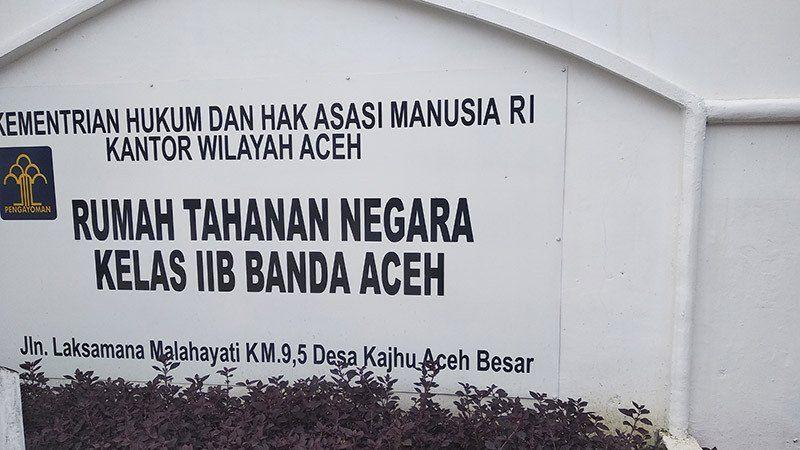 KEMENTRIAN HUKUM DAN HAK ASASI MANUSIA RI
KANTOR WILAYAH ACEH
PENGAYOMAN
RUMAH TAHANAN NEGARA
KELAS IIB BANDA ACEH
Jln. Laksamana Malahayati KM.9,5 Desa Kajhu Aceh Besar